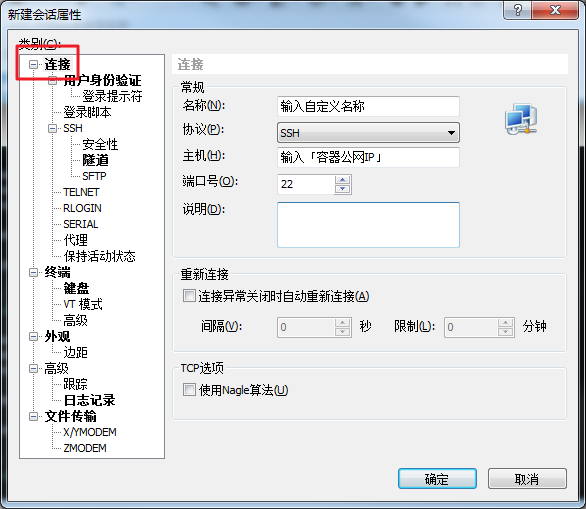 新建会话属性
类别(C):
连接
用户身份验证
登录提示符
登录脚本
SSH
安全性
隧道
SFTP
TELNET
RLOGIN
SERIAL
代理
保持活动状态
终端
键盘
VT 模式
高级
外观
边距
高级
跟踪
日志记录
文件传输
X/YMODEM
ZMODEM
连接
常规
名称(N): 输入自定义名称
协议(P): SSH
主机(H): 输入「容器公网IP」
端口号(O): 22
说明(D):
重新连接
连接异常关闭时自动重新连接(A)
间隔(V): 0 秒 限制(L): 0 分钟
TCP选项
使用Nagle算法(U)
确定 取消